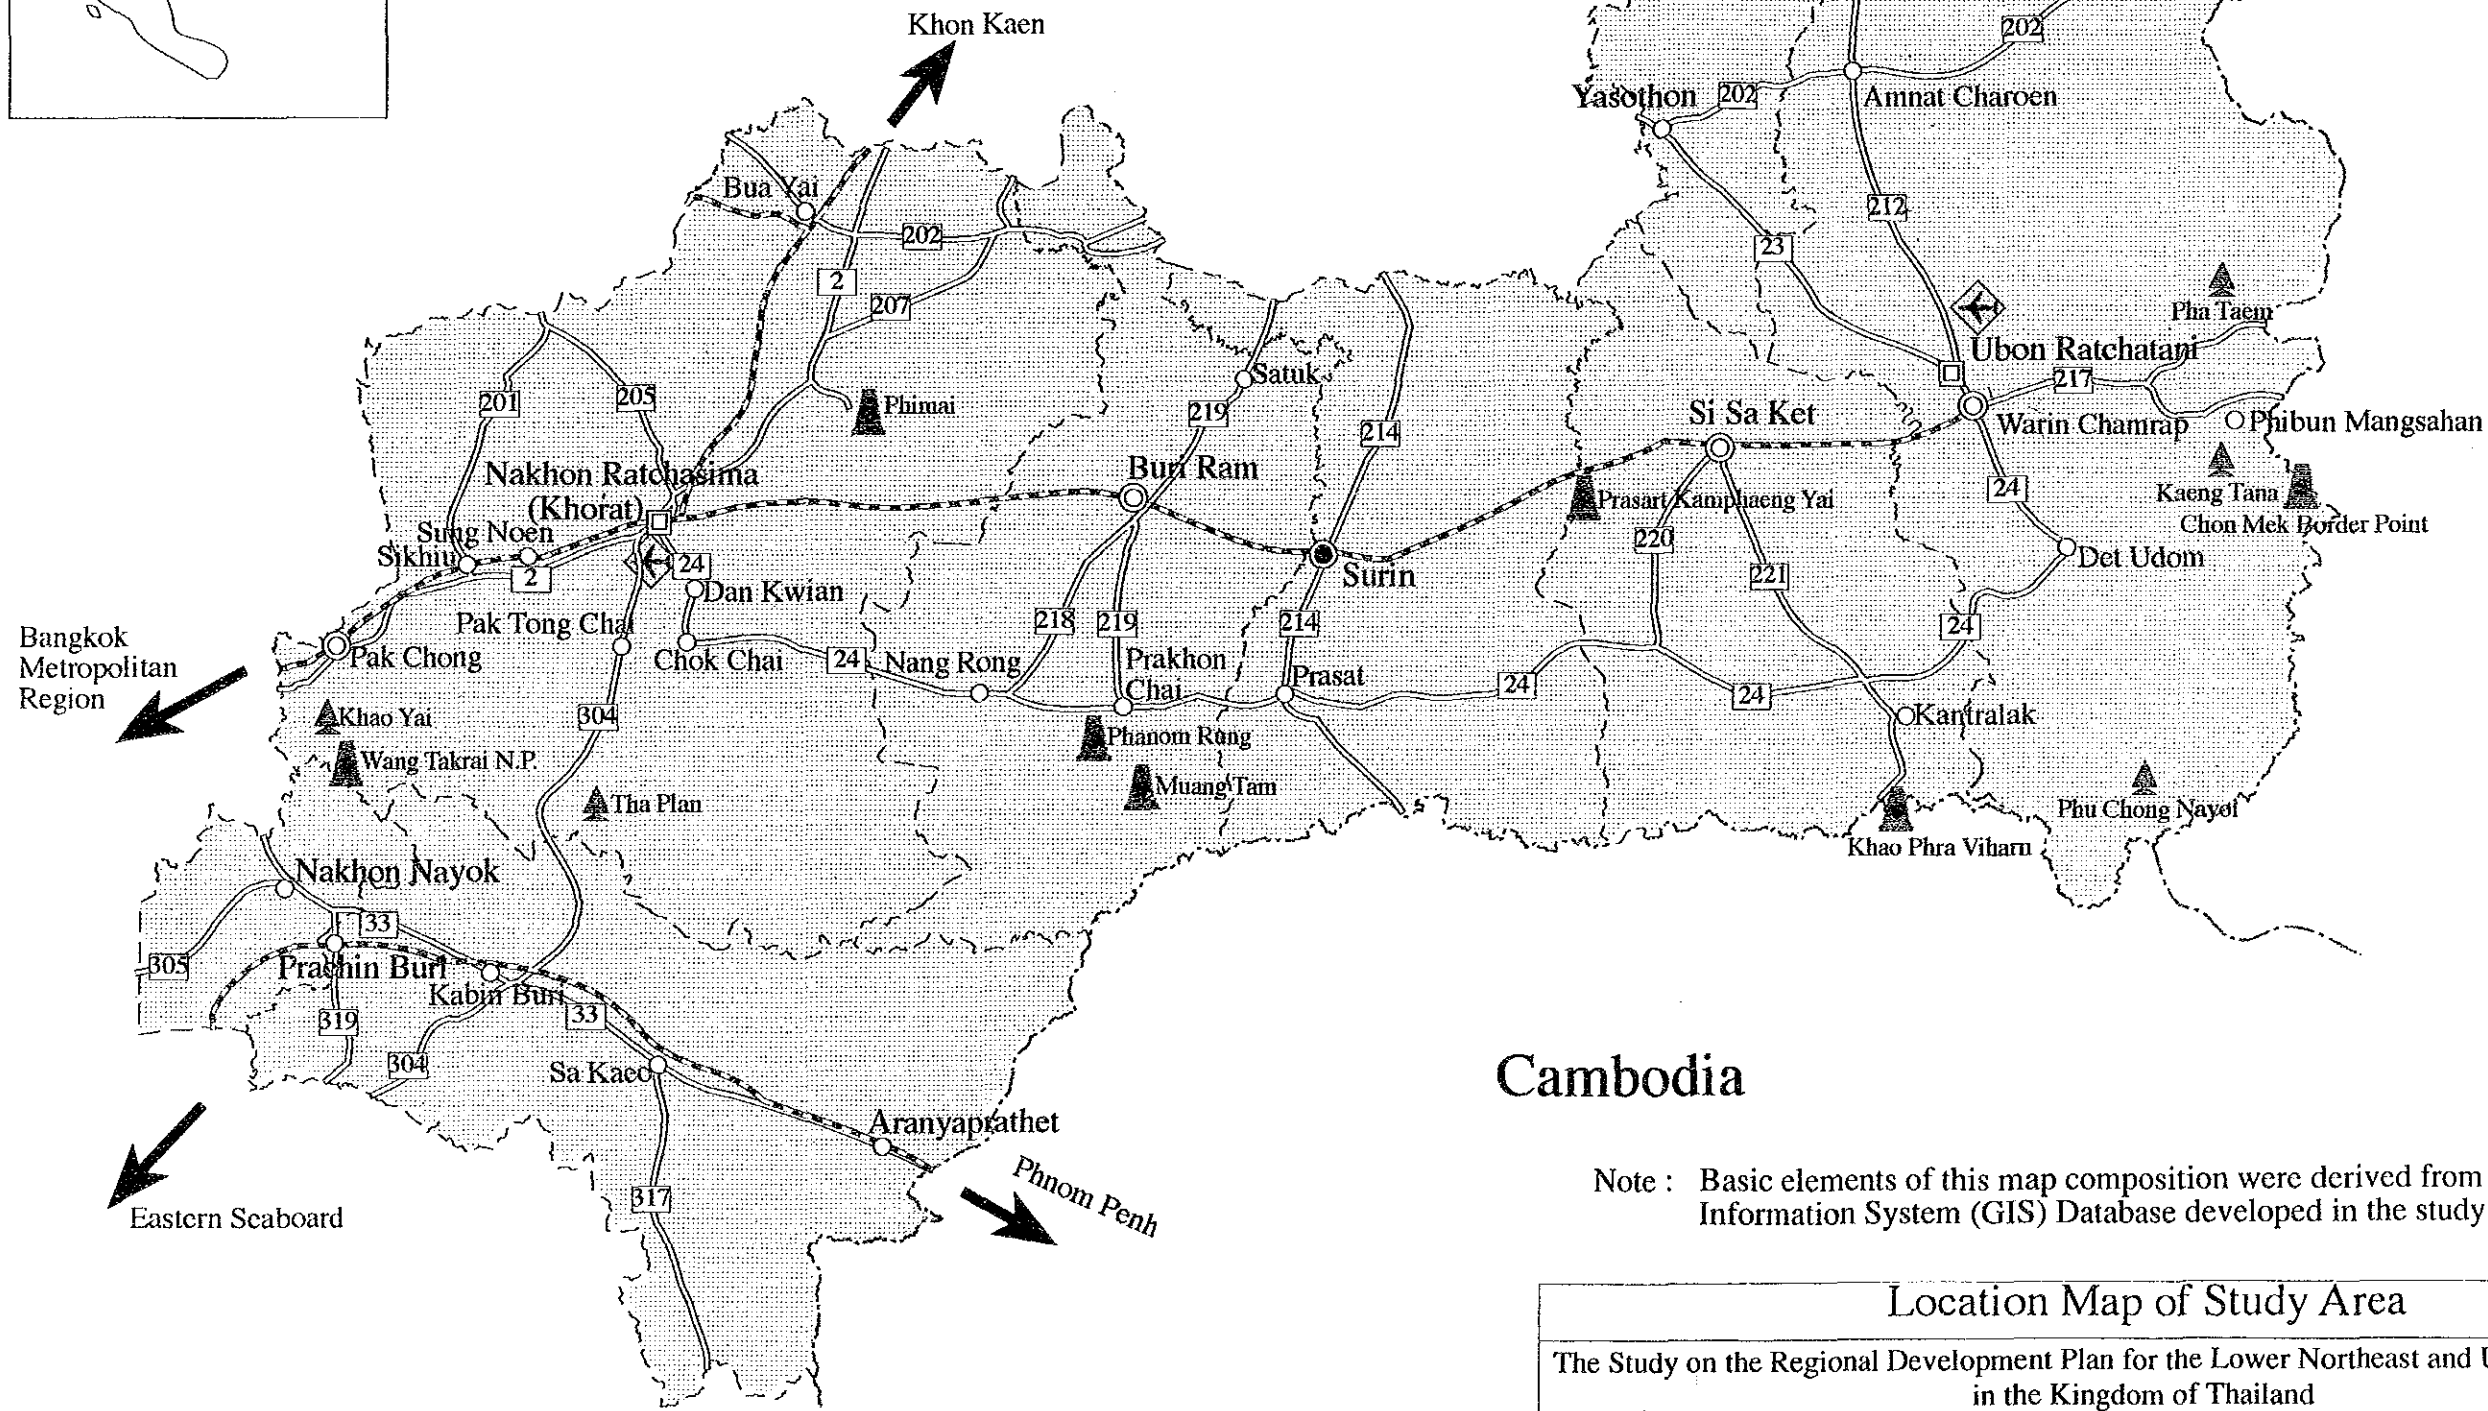 Khon Kaen
202
Yasothon
202
Amnat Charoen
Bua Yai
212
202
23
2
207
Pha Taem
Ubon Ratchatani
Satuk
217
201
205
Phimai
219
Si Sa Ket
Warin Chamrap
Phibun Mangsahan
214
Nakhon Ratchasima
(Khorat)
Buri Ram
24
Kaeng Tana
Prasart Kamphaeng Yai
Chon Mek Border Point
Sung Noen
220
Sikhiu
2
24
Surin
221
Det Udom
Dan Kwian
Pak Tong Chai
218
219
214
24
Bangkok
Metropolitan
Region
Pak Chong
Chok Chai
24
Nang Rong
Prakhon
Chai
Prasat
24
24
Khao Yai
304
Kantralak
Phanom Rung
Wang Takrai N.P.
Muang Tam
Tha Plan
Phu Chong Nayoi
Khao Phra Viharn
Nakhon Nayok
33
305
Prachin Buri
Kabin Buri
33
319
304
Sa Kaeo
Cambodia
Aranyaprathet
Phnom Penh
317
Eastern Seaboard
Note : Basic elements of this map composition were derived from
Information System (GIS) Database developed in the study
Location Map of Study Area
The Study on the Regional Development Plan for the Lower Northeast and
in the Kingdom of Thailand